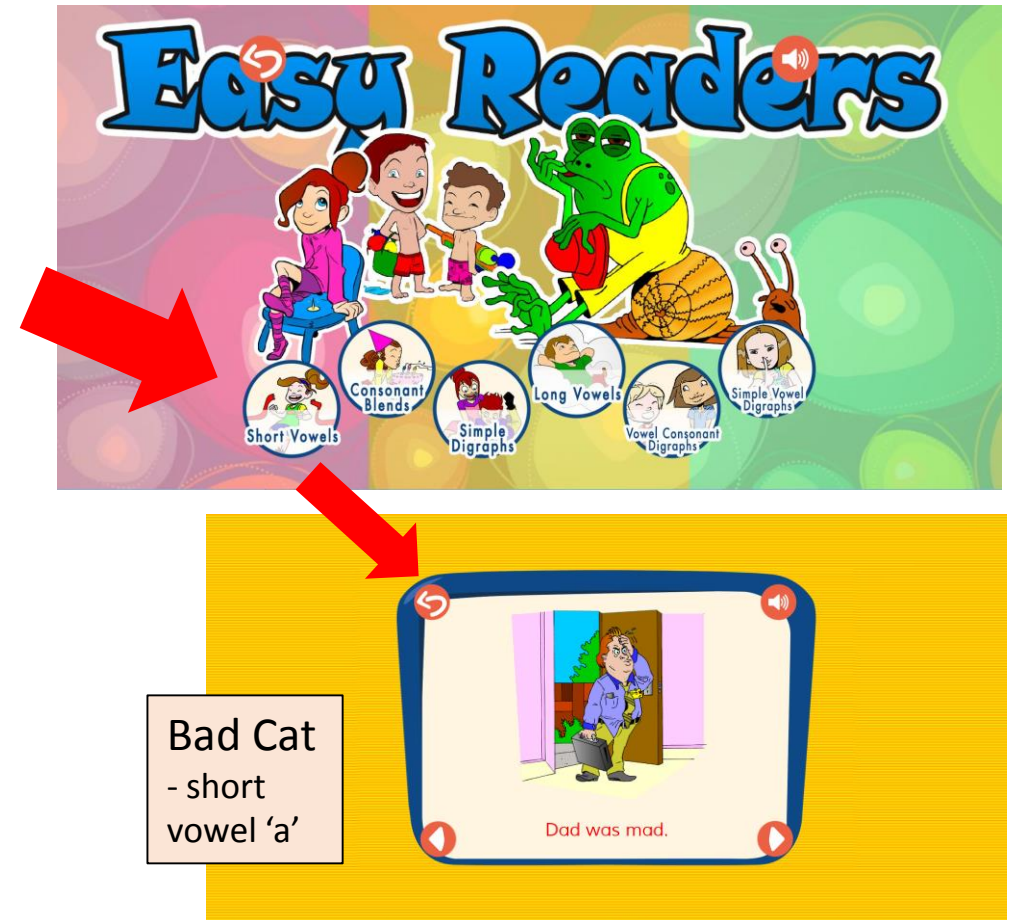 Easy Readers
Short Vowels
Consonant
Blends
Simple
Digraphs
Long Vowels
Vowel Consonant
Digraphs
Simple Vowel
Digraphs
Bad Cat
- short
vowel ‘a’
Dad was mad.